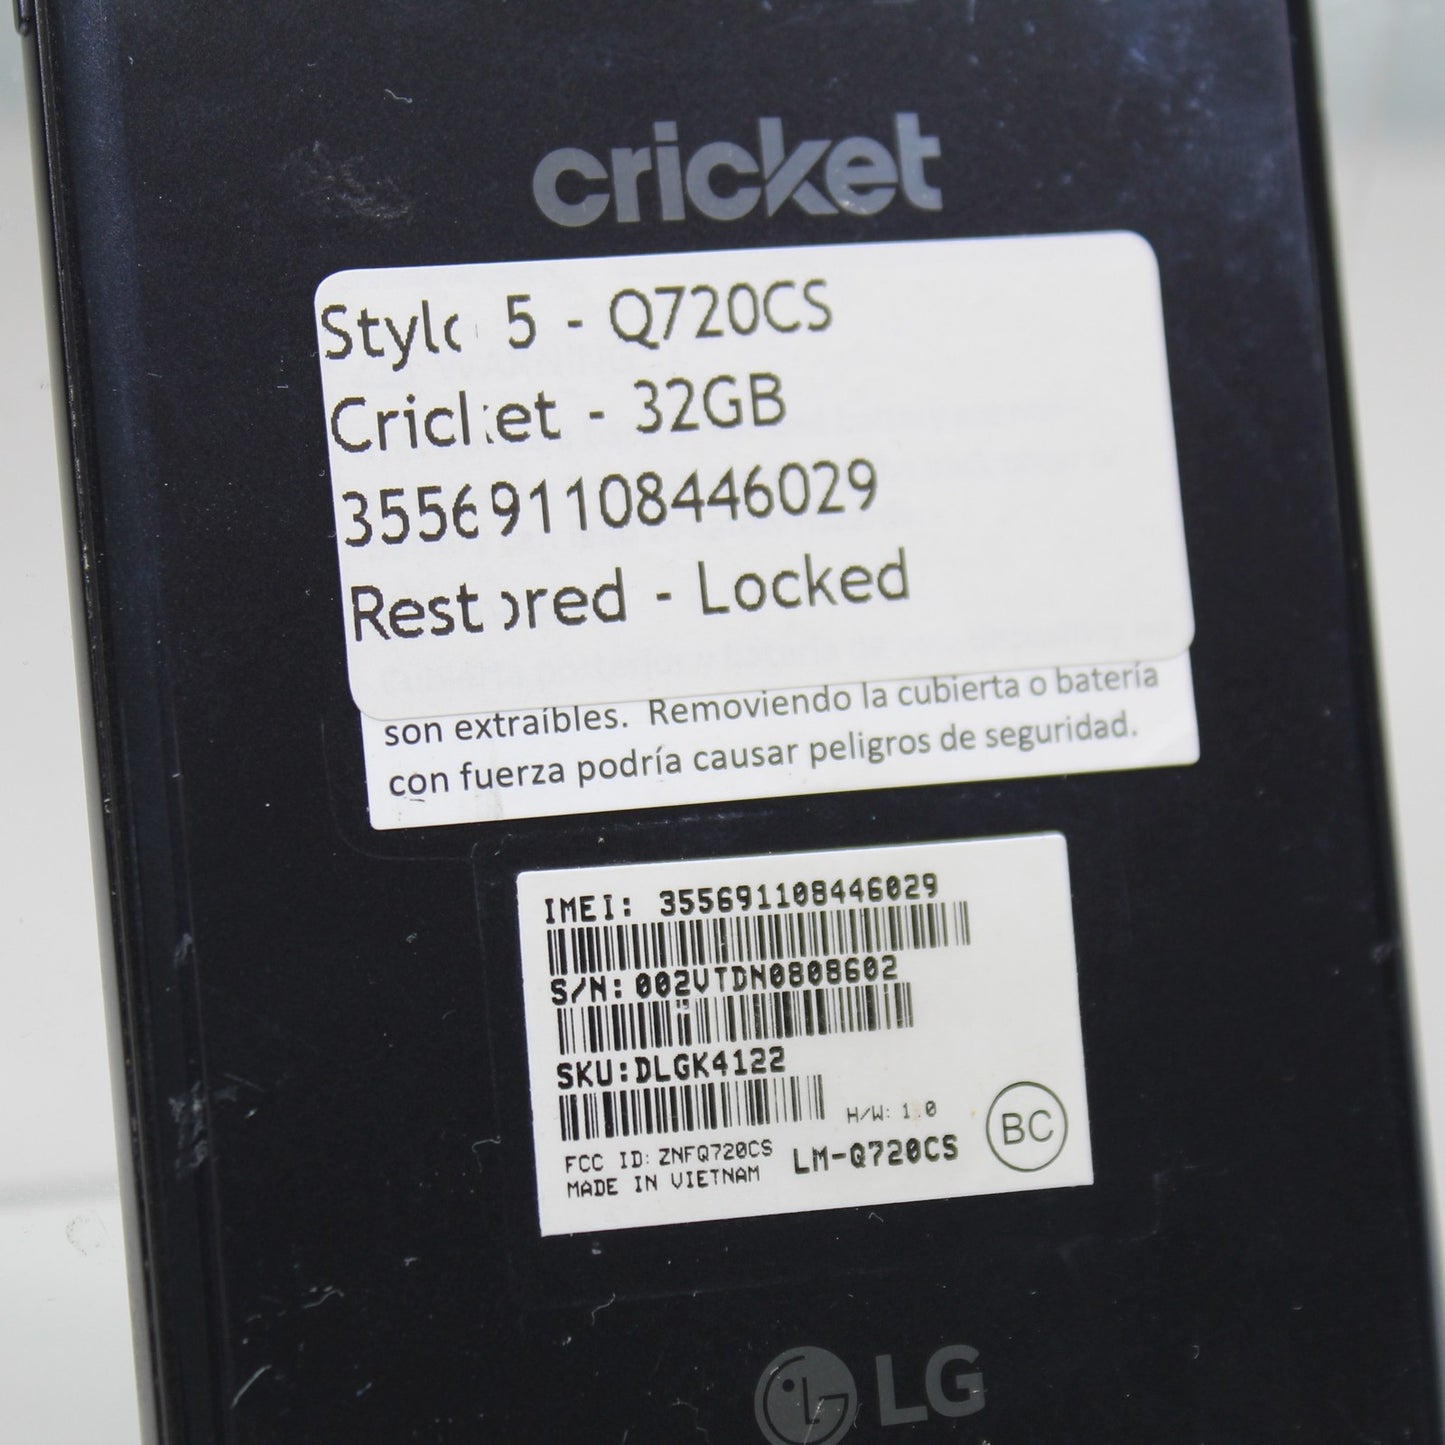 cricket
Stylo 5 - Q720CS
Cricket - 32GB
355691108446029
Restored - Locked
son extraíbles. Removiendo la cubierta o batería
con fuerza podría causar peligros de seguridad.
IMEI: 355691108446029
S/N: 002VTDN0808602
SKU:DLGK4122
H/W: 1.0
FCC ID: ZNFQ720CS
LM-Q720CS
BC
MADE IN VIETNAM
LG